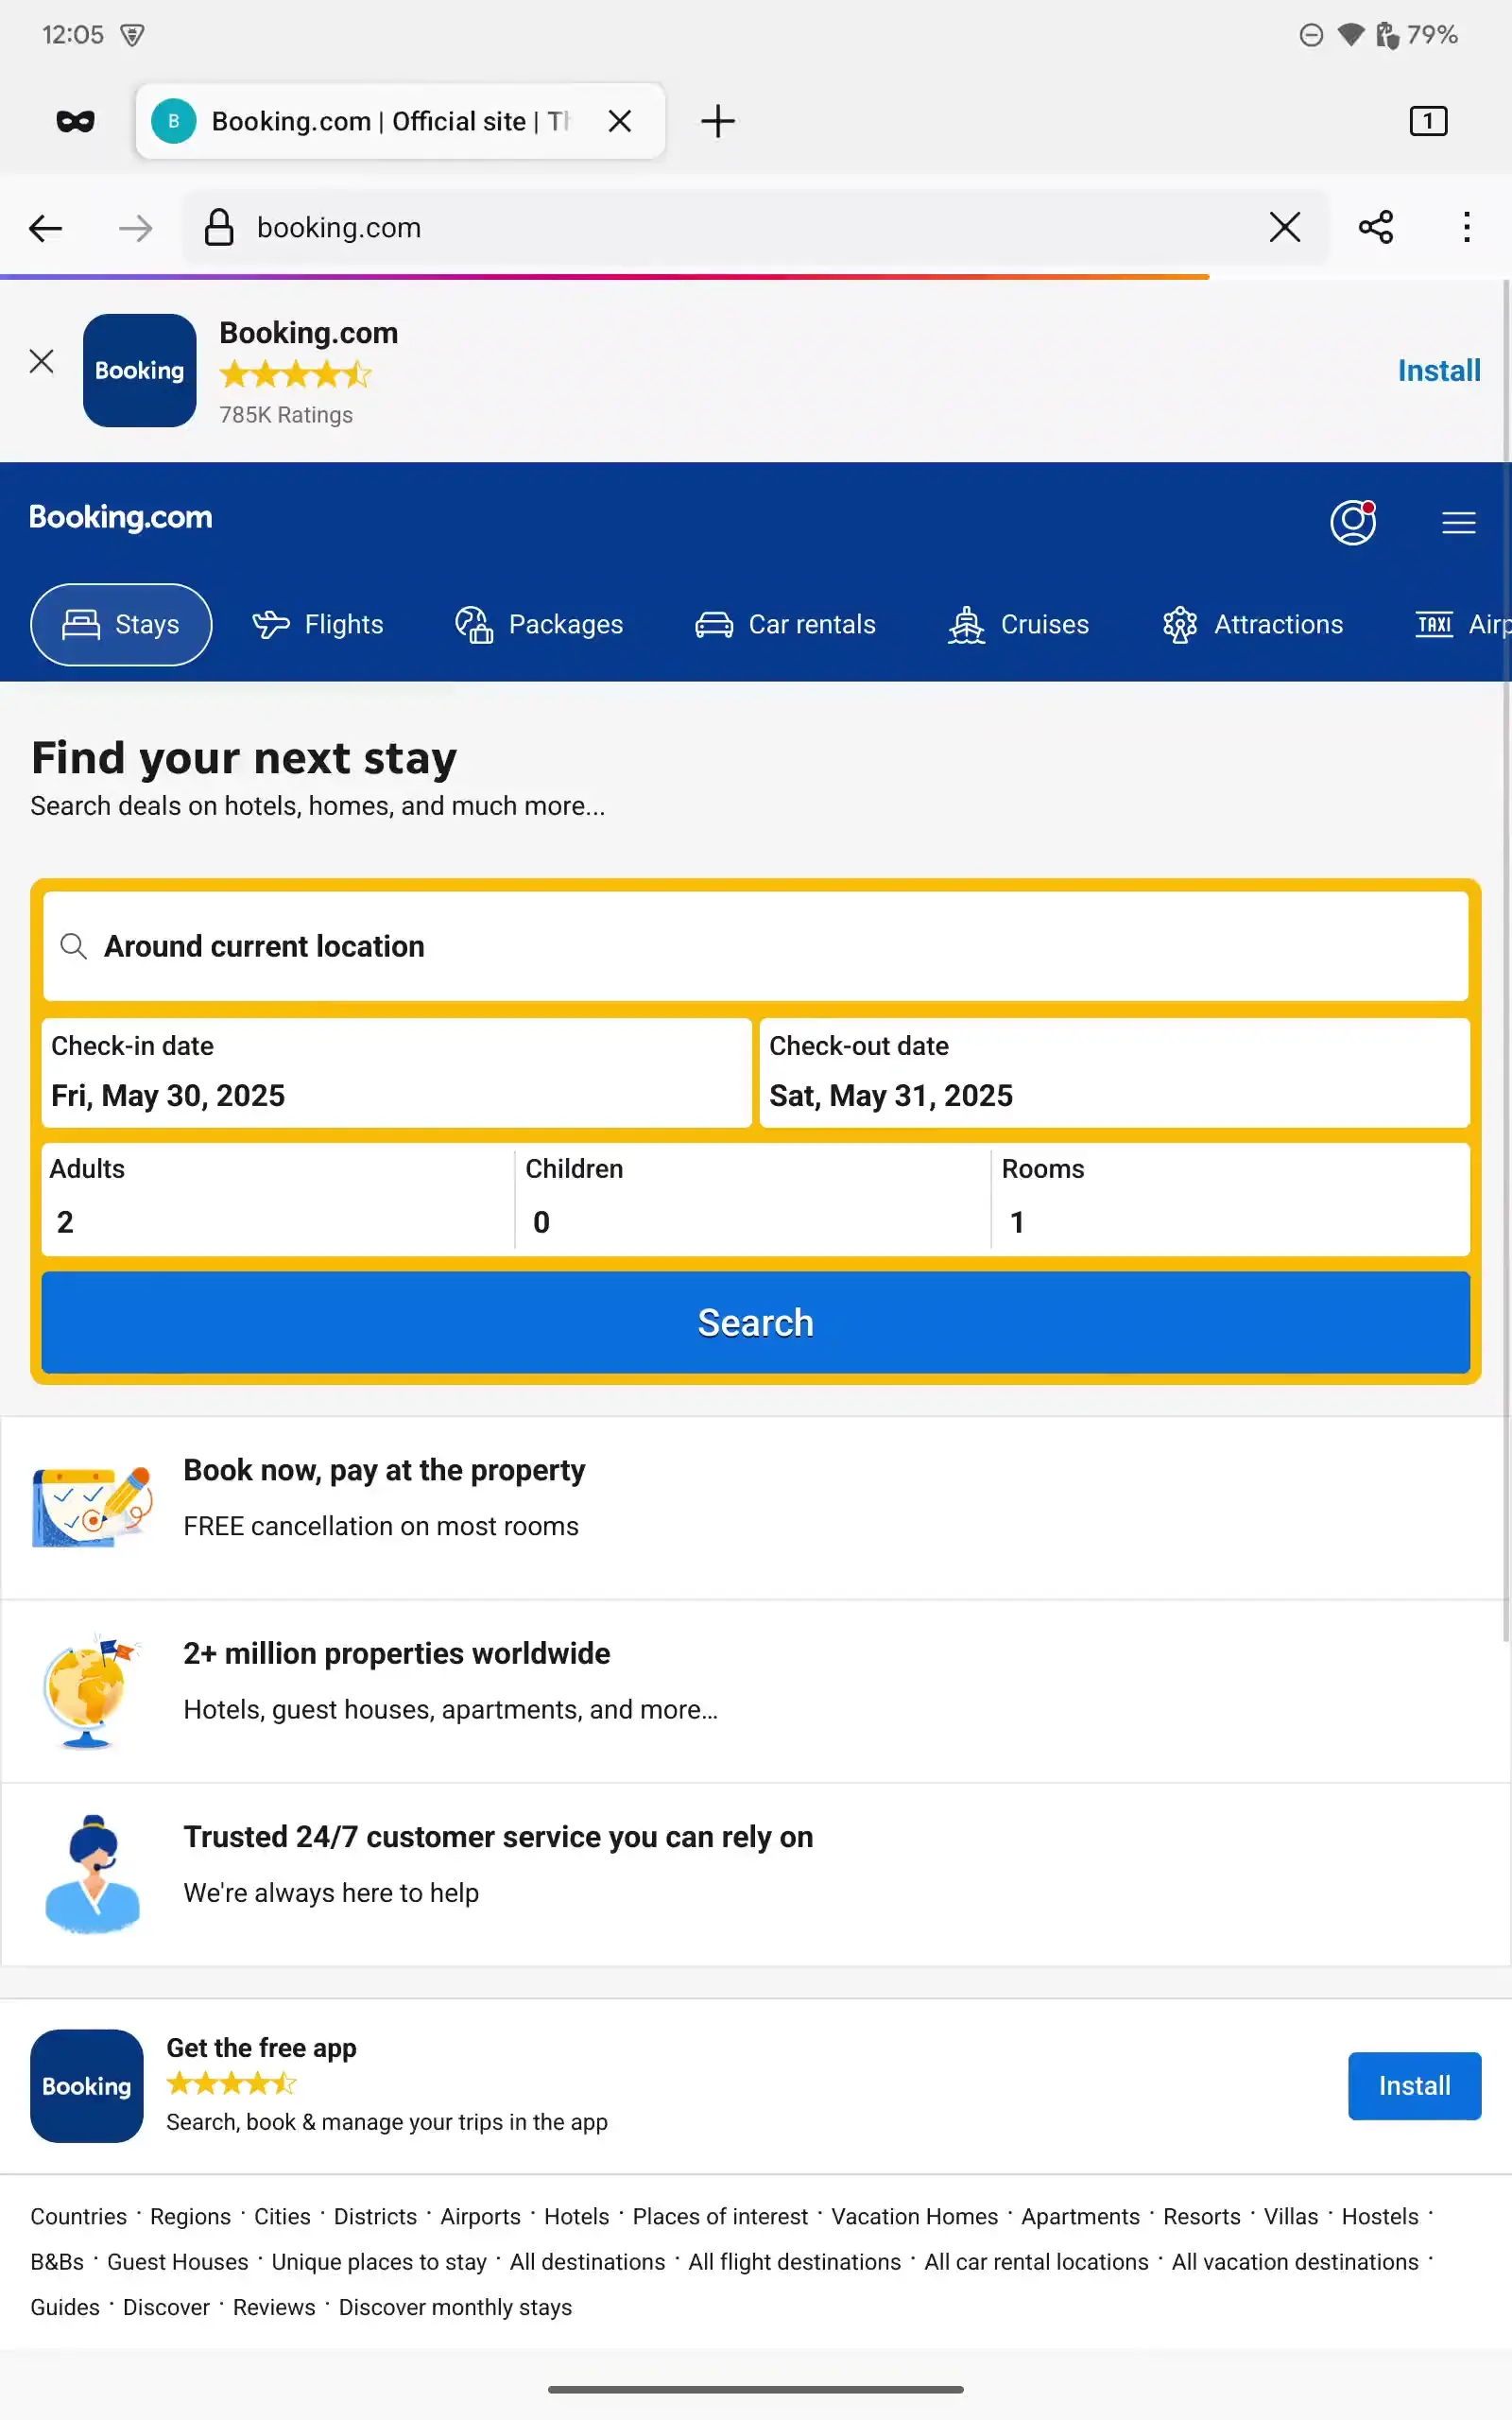 12:05
79%
B Booking.com | Official site | Th
1
booking.com
Booking
Booking.com
785K Ratings
Install
Booking.com
Stays
Flights
Packages
Car rentals
Cruises
Attractions
TAXI Airp
Find your next stay
Search deals on hotels, homes, and much more...
Around current location
Check-in date
Fri, May 30, 2025
Check-out date
Sat, May 31, 2025
Adults
2
Children
0
Rooms
1
Search
Book now, pay at the property
FREE cancellation on most rooms
2+ million properties worldwide
Hotels, guest houses, apartments, and more…
Trusted 24/7 customer service you can rely on
We're always here to help
Booking
Get the free app
Search, book & manage your trips in the app
Install
Countries · Regions · Cities · Districts · Airports · Hotels · Places of interest · Vacation Homes · Apartments · Resorts · Villas · Hostels ·
B&Bs · Guest Houses · Unique places to stay · All destinations · All flight destinations · All car rental locations · All vacation destinations ·
Guides · Discover · Reviews · Discover monthly stays